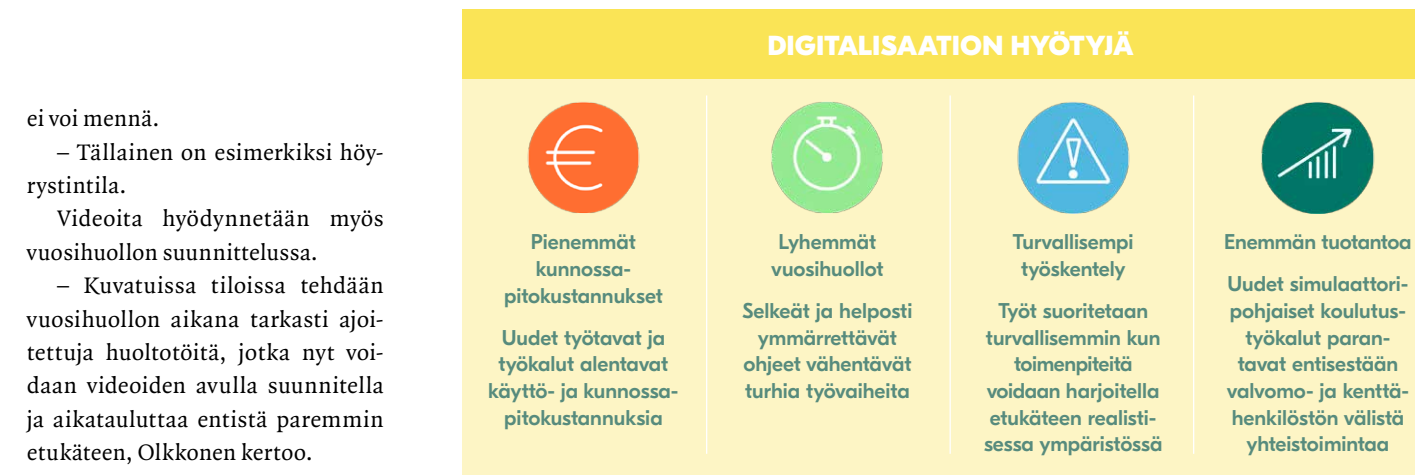 ei voi mennä.
– Tällainen on esimerkiksi höy-
rystintila.
Videoita hyödynnetään myös
vuosihuollon suunnittelussa.
– Kuvatuissa tiloissa tehdään
vuosihuollon aikana tarkasti ajoi-
tettuja huoltotöitä, jotka nyt voi-
daan videoiden avulla suunnitella
ja aikatauluttaa entistä paremmin
etukäteen, Olkkonen kertoo.
DIGITALISAATION HYÖTYJÄ
Pienemmät
kunnossa-
pitokustannukset
Uudet työtavat ja
työkalut alentavat
käyttö- ja kunnossa-
pitokustannuksia
Lyhemmät
vuosihuollot
Selkeät ja helposti
ymmärrettävät
ohjeet vähentävät
turhia työvaiheita
Turvallisempi
työskentely
Työt suoritetaan
turvallisemmin kun
toimenpiteitä
voidaan harjoitella
etukäteen realisti-
sessa ympäristössä
Enemmän tuotantoa
Uudet simulaattori-
pohjaiset koulutus-
työkalut paran-
tavat entisestään
valvomo- ja kenttä-
henkilöstön välistä
yhteistoimintaa